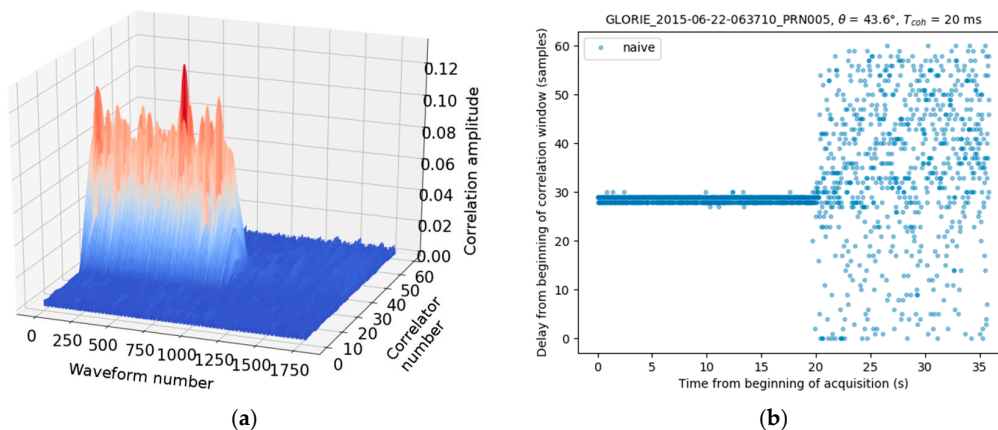 0.12
0.10
0.08
0.06
0.04
0.02
0.00
Correlation amplitude
0
250
500
750
1000
1250
1500
1750
Waveform number
0
10
20
30
40
50
60
Correlator
number
(a)
GLORIE_2015-06-22-063710_PRN005, θ = 43.6°, T_coh = 20 ms
naive
60
50
40
30
20
10
0
Delay from beginning of correlation window (samples)
0 5 10 15 20 25 30 35
Time from beginning of acquisition (s)
(b)